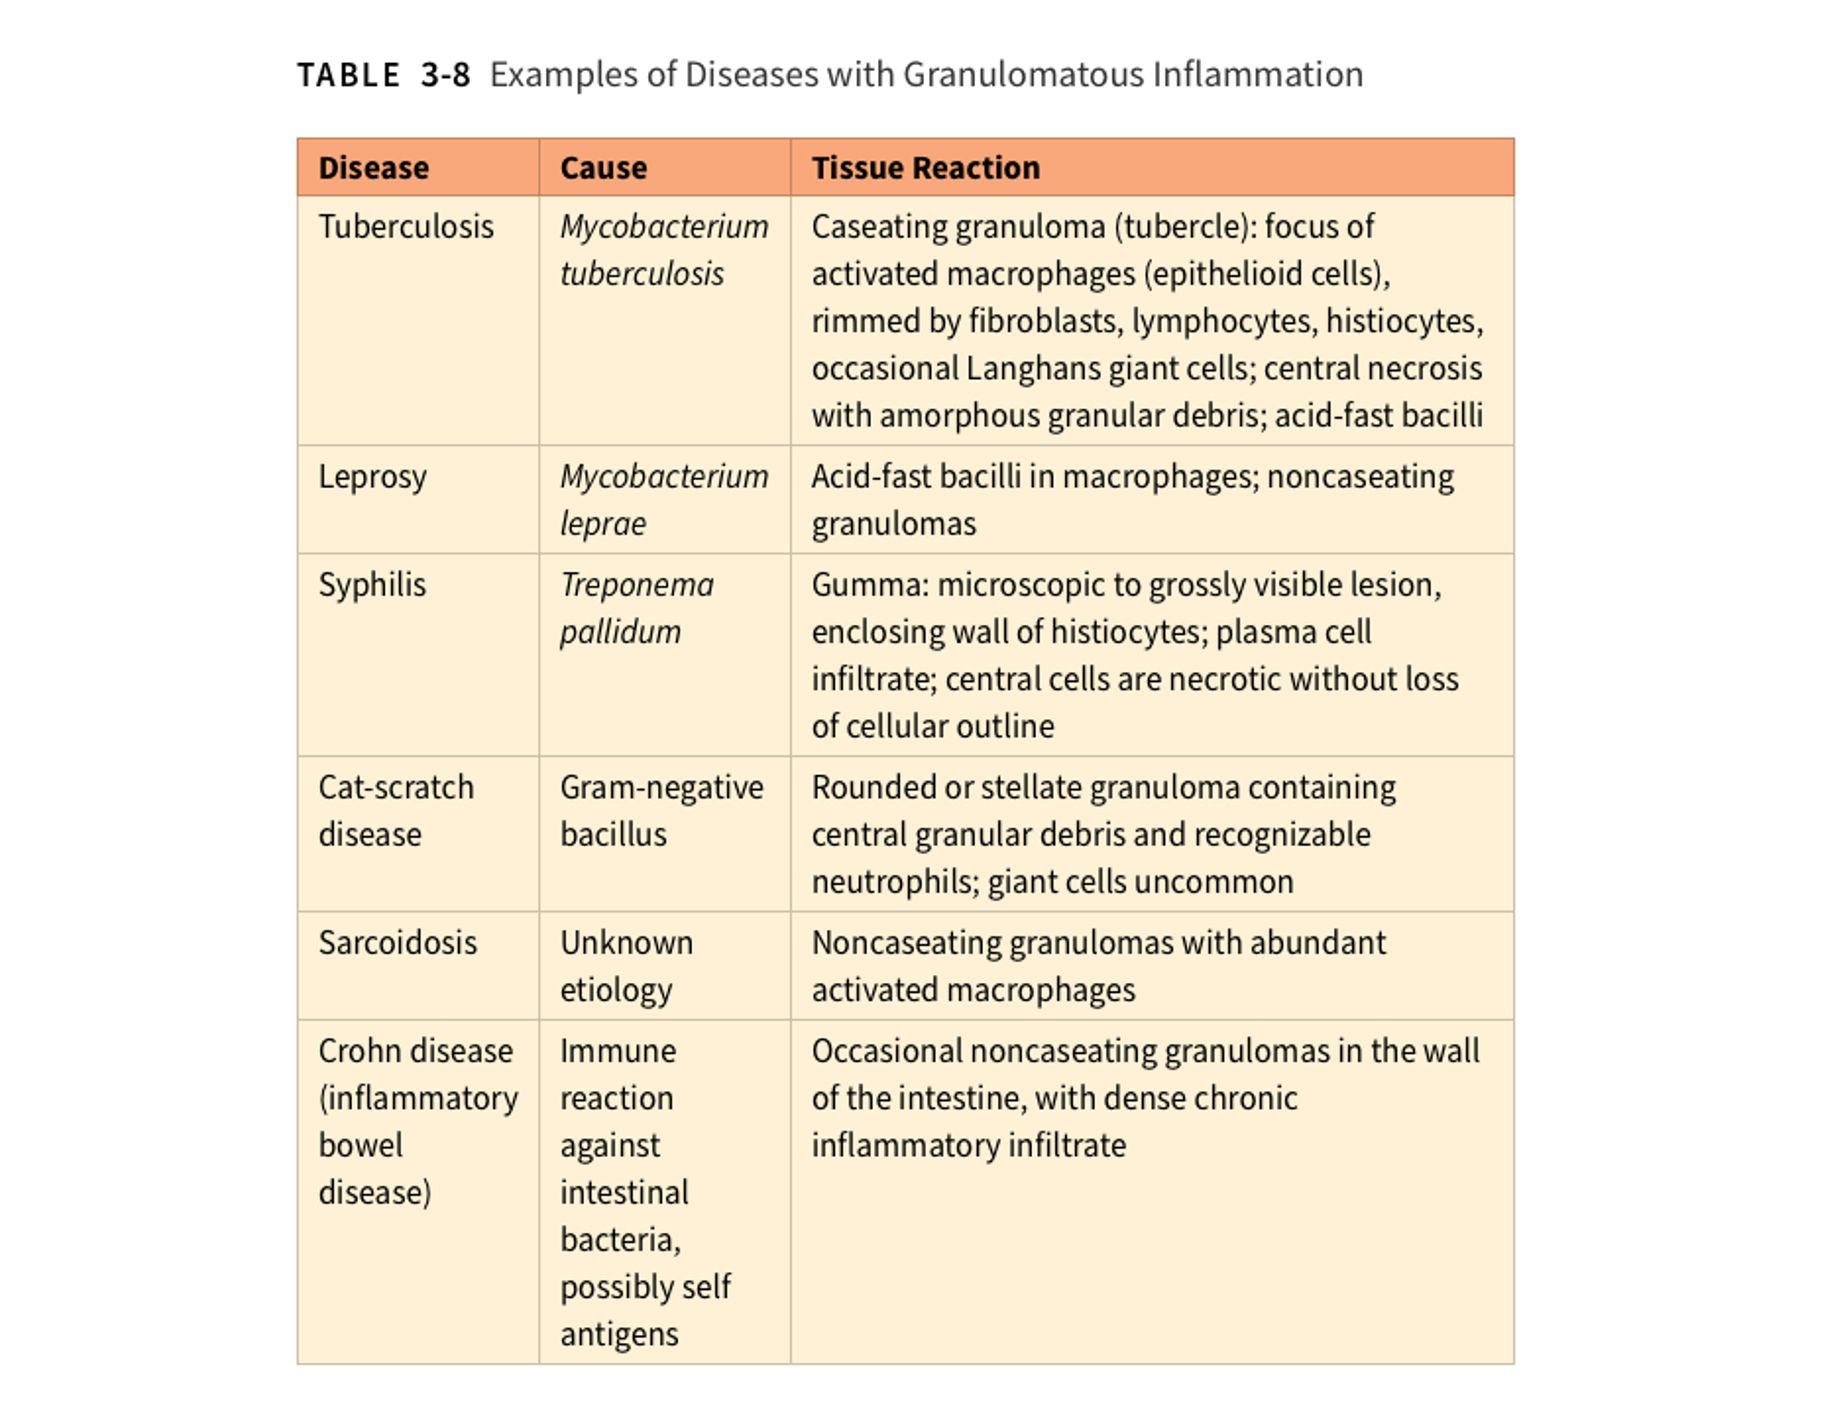 TABLE 3-8 Examples of Diseases with Granulomatous Inflammation
Disease
Cause
Tissue Reaction
Tuberculosis
Mycobacterium
tuberculosis
Caseating granuloma (tubercle): focus of
activated macrophages (epithelioid cells),
rimmed by fibroblasts, lymphocytes, histiocytes,
occasional Langhans giant cells; central necrosis
with amorphous granular debris; acid-fast bacilli
Leprosy
Mycobacterium
leprae
Acid-fast bacilli in macrophages; noncaseating
granulomas
Syphilis
Treponema
pallidum
Gumma: microscopic to grossly visible lesion,
enclosing wall of histiocytes; plasma cell
infiltrate; central cells are necrotic without loss
of cellular outline
Cat-scratch
disease
Gram-negative
bacillus
Rounded or stellate granuloma containing
central granular debris and recognizable
neutrophils; giant cells uncommon
Sarcoidosis
Unknown
etiology
Noncaseating granulomas with abundant
activated macrophages
Crohn disease
(inflammatory
bowel
disease)
Immune
reaction
against
intestinal
bacteria,
possibly self
antigens
Occasional noncaseating granulomas in the wall
of the intestine, with dense chronic
inflammatory infiltrate